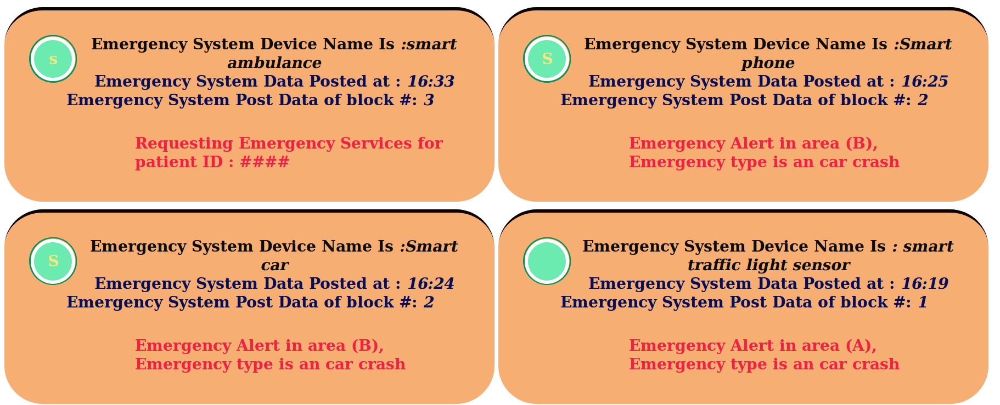 s
Emergency System Device Name Is :smart
ambulance
Emergency System Data Posted at : 16:33
Emergency System Post Data of block #: 3
Requesting Emergency Services for
patient ID : ####
S
Emergency System Device Name Is :Smart
phone
Emergency System Data Posted at : 16:25
Emergency System Post Data of block #: 2
Emergency Alert in area (B),
Emergency type is an car crash
S
Emergency System Device Name Is :Smart
car
Emergency System Data Posted at : 16:24
Emergency System Post Data of block #: 2
Emergency Alert in area (B),
Emergency type is an car crash
Emergency System Device Name Is : smart
traffic light sensor
Emergency System Data Posted at : 16:19
Emergency System Post Data of block #: 1
Emergency Alert in area (A),
Emergency type is an car crash